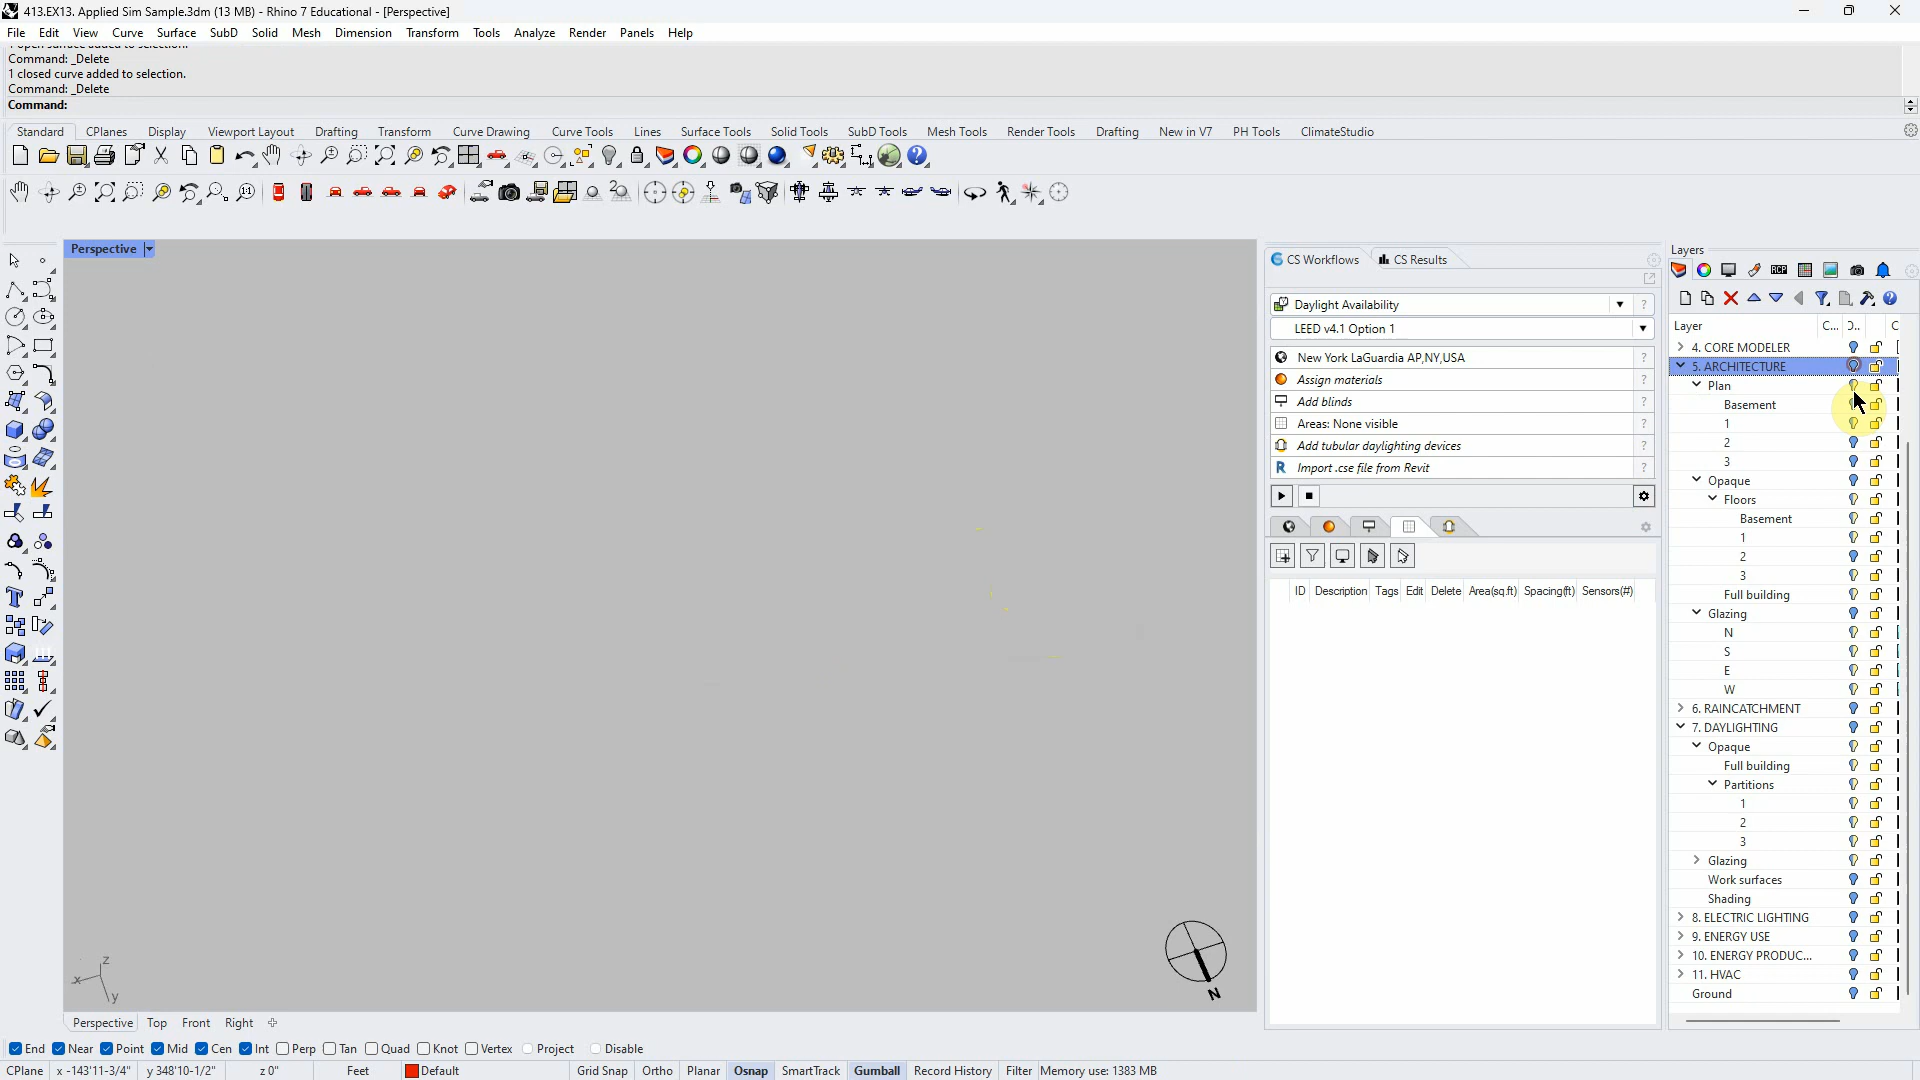 413.EX13. Applied Sim Sample.3dm (13 MB) - Rhino 7 Educational - [Perspective]
File Edit View Curve Surface SubD Solid Mesh Dimension Transform Tools Analyze Render Panels Help
Command: _Delete
1 closed curve added to selection.
Command: _Delete
Command:
Standard CPlanes Display Viewport Layout Drafting Transform Curve Drawing Curve Tools Lines Surface Tools Solid Tools SubD Tools Mesh Tools Render Tools Drafting New in V7 PH Tools ClimateStudio
Perspective
CS Workflows CS Results
Daylight Availability ?
LEED v4.1 Option 1
New York LaGuardia AP,NY,USA ?
Assign materials ?
Add blinds ?
Areas: None visible ?
Add tubular daylighting devices ?
Import .cse file from Revit ?
ID Description Tags Edit Delete Area(sq.ft) Spacing(ft) Sensors(#)
Layers
Layer C... D.. C
4. CORE MODELER
5. ARCHITECTURE
Plan
Basement
1
2
3
Opaque
Floors
Basement
1
2
3
Full building
Glazing
N
S
E
W
6. RAINCATCHMENT
7. DAYLIGHTING
Opaque
Full building
Partitions
1
2
3
Glazing
Work surfaces
Shading
8. ELECTRIC LIGHTING
9. ENERGY USE
10. ENERGY PRODUC...
11. HVAC
Ground
z
x
y
N
Perspective Top Front Right
End Near Point Mid Cen Int Perp Tan Quad Knot Vertex Project Disable
CPlane x -143'11-3/4" y 348'10-1/2" z 0" Feet Default Grid Snap Ortho Planar Osnap SmartTrack Gumball Record History Filter Memory use: 1383 MB